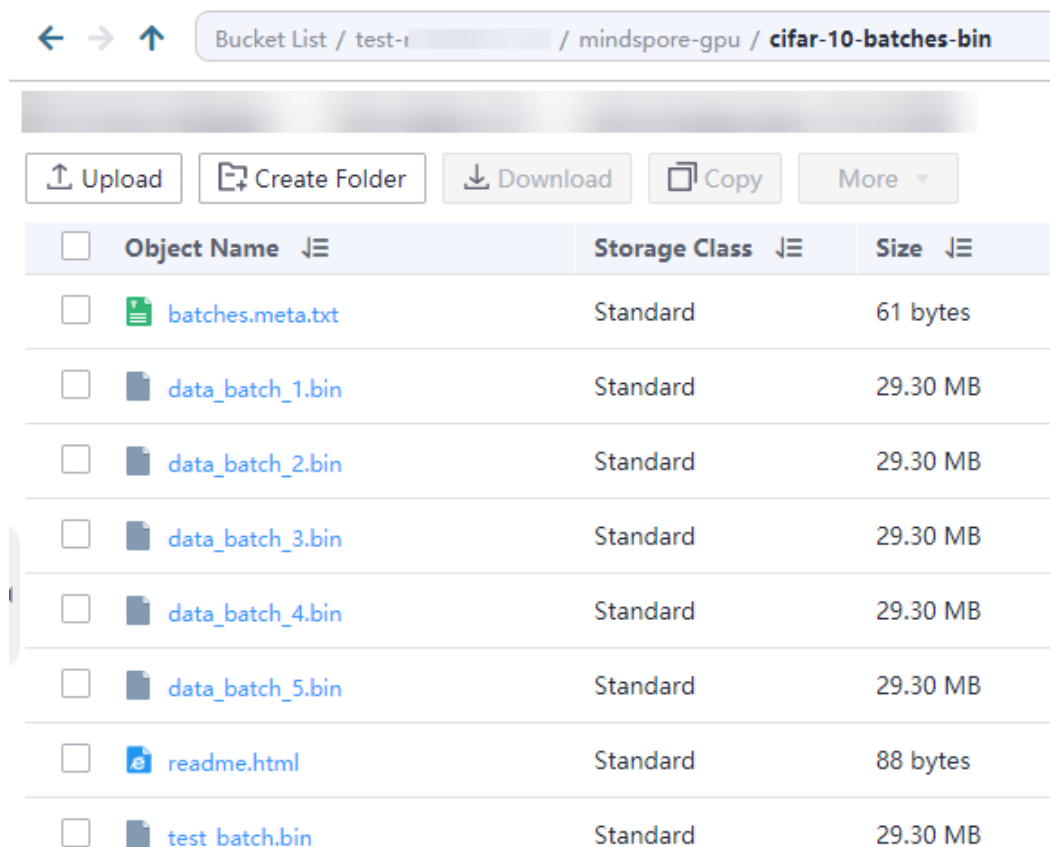 Bucket List / test- / mindspore-gpu / cifar-10-batches-bin
Upload Create Folder Download Copy More
Object Name Storage Class Size
batches.meta.txt Standard 61 bytes
data_batch_1.bin Standard 29.30 MB
data_batch_2.bin Standard 29.30 MB
data_batch_3.bin Standard 29.30 MB
data_batch_4.bin Standard 29.30 MB
data_batch_5.bin Standard 29.30 MB
readme.html Standard 88 bytes
test_batch.bin Standard 29.30 MB